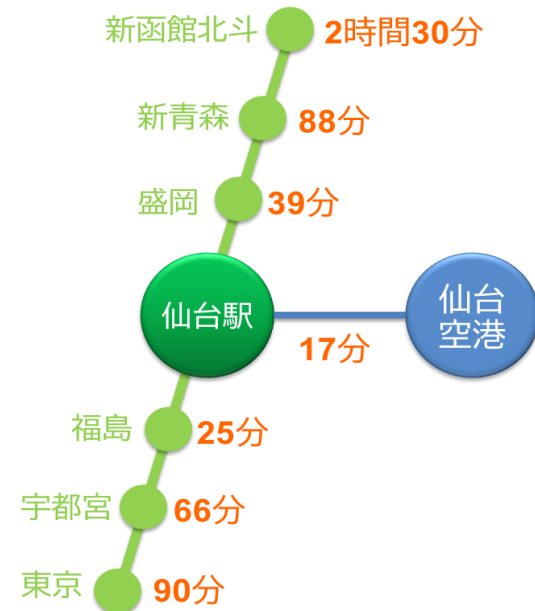 新函館北斗 2時間30分
新青森 88分
盛岡 39分
仙台駅
仙台
空港
17分
福島 25分
宇都宮 66分
東京 90分